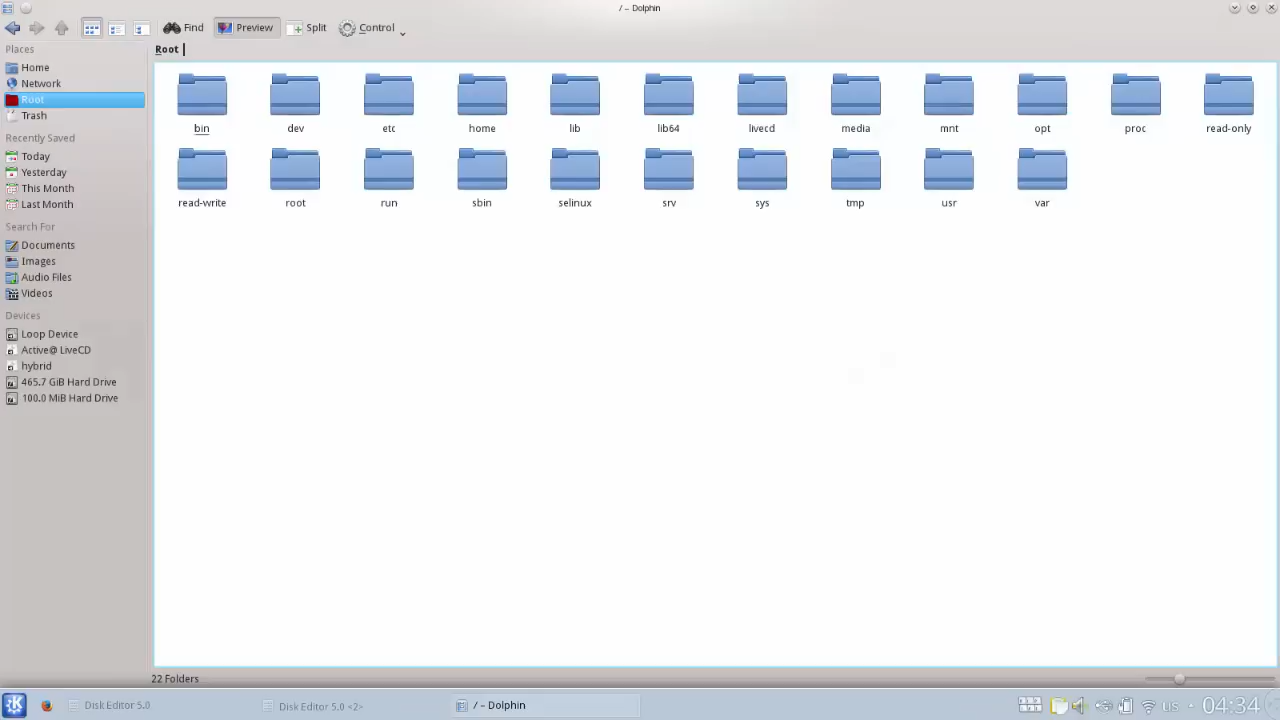 / – Dolphin
Find Preview Split Control
Places
Root
Home
Network
Root
Trash
Recently Saved
Today
Yesterday
This Month
Last Month
Search For
Documents
Images
Audio Files
Videos
Devices
Loop Device
Active@ LiveCD
hybrid
465.7 GiB Hard Drive
100.0 MiB Hard Drive
bin dev etc home lib lib64 livecd media mnt opt proc read-only
read-write root run sbin selinux srv sys tmp usr var
22 Folders
Disk Editor 5.0 Disk Editor 5.0 <2> / – Dolphin US 04:34